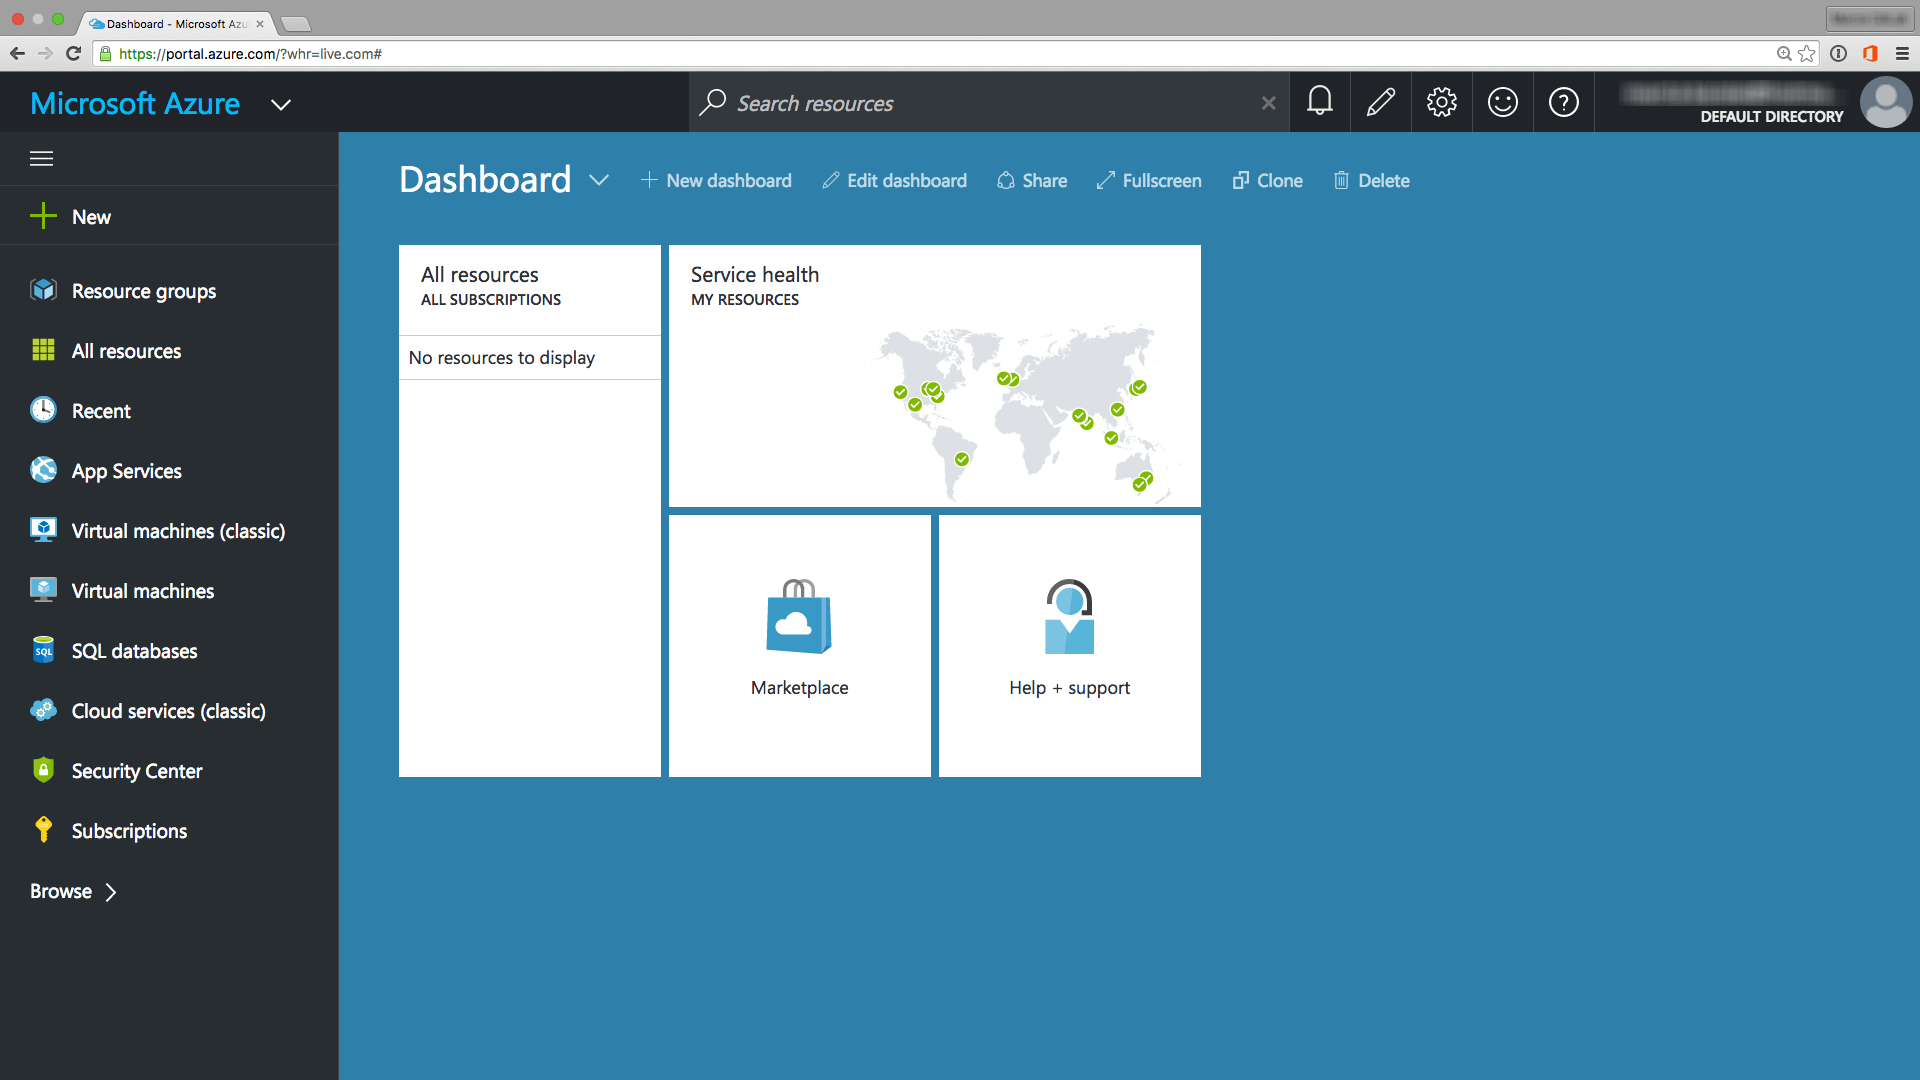 Dashboard - Microsoft Azu
https://portal.azure.com/?whr=live.com#
Microsoft Azure
Search resources
DEFAULT DIRECTORY
Dashboard
New dashboard
Edit dashboard
Share
Fullscreen
Clone
Delete
New
Resource groups
All resources
Recent
App Services
Virtual machines (classic)
Virtual machines
SQL databases
SQL
Cloud services (classic)
Security Center
Subscriptions
Browse
All resources
ALL SUBSCRIPTIONS
No resources to display
Service health
MY RESOURCES
Marketplace
Help + support